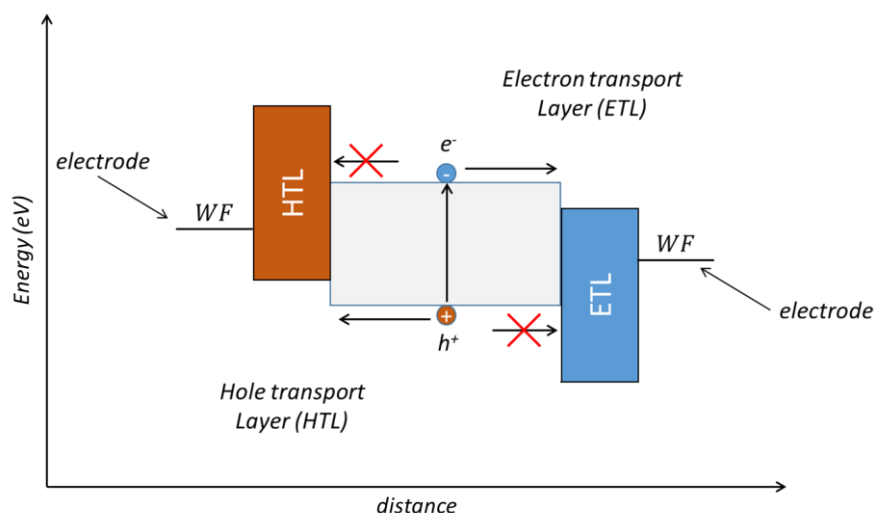 Energy (eV)
Electron transport
Layer (ETL)
electrode
WF
HTL
e-
-
+
h+
ETL
WF
electrode
Hole transport
Layer (HTL)
distance